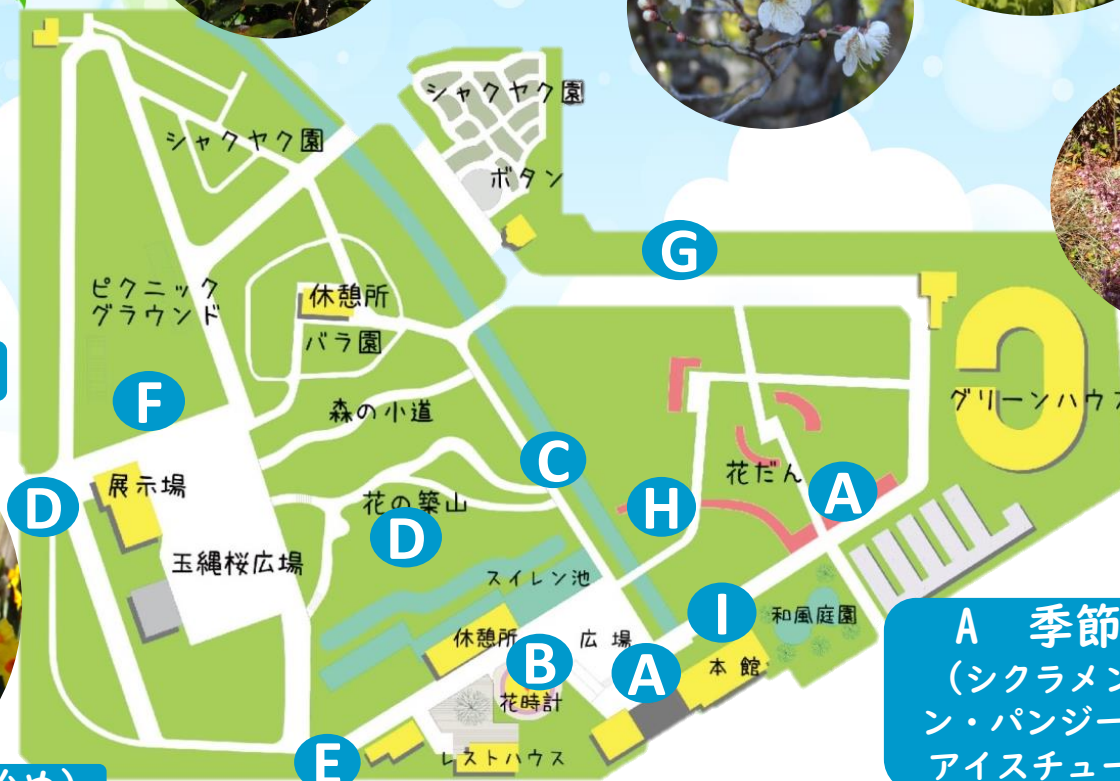 シャクヤク園
シャクヤク園
ボタン
G
ピクニック
グラウンド
休憩所
バラ園
グリーンハウス
F
森の小道
C
花だん
A
D
展示場
花の築山
H
D
玉縄桜広場
スイレン池
I
和風庭園
休憩所
広場
B
A
本館
花時計
E
レストハウス
A 季節
(シクラメン
ン・パンジー
アイスチュー